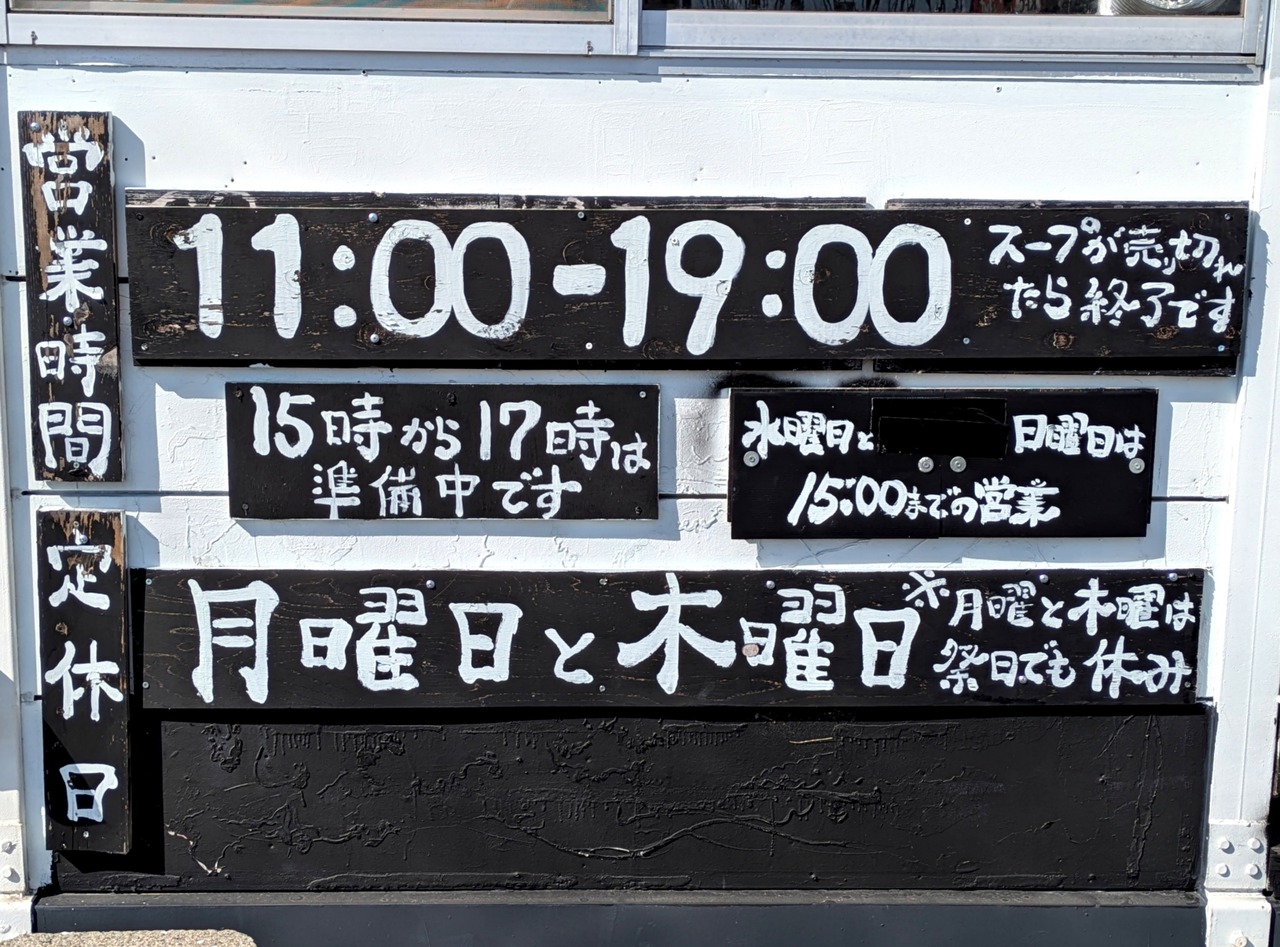 営業時間
11:00-19:00
スープが売り切れ
たら終了です
15時から17時は
準備中です
水曜日と 日曜日は
15:00までの営業
定休日
月曜日と木曜日
※月曜と木曜は
祭日でも休み